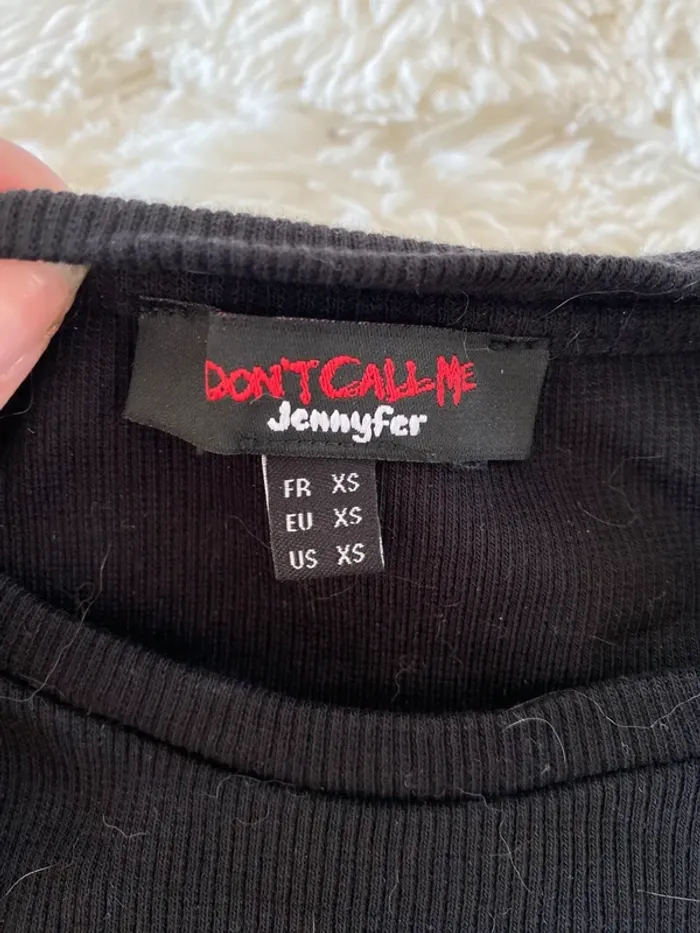 DON'T CALL ME
Jennyfer
FR XS
EU XS
US XS